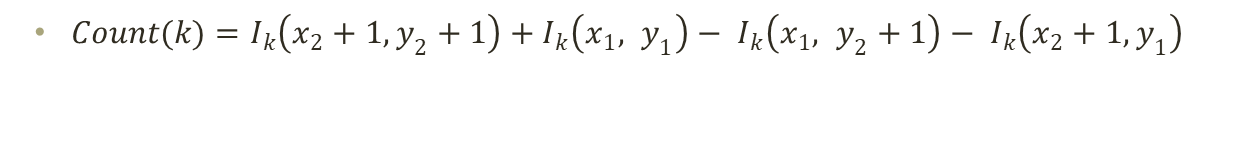 • Count(k) = I_k(x_2 + 1, y_2 + 1) + I_k(x_1, y_1) − I_k(x_1, y_2 + 1) − I_k(x_2 + 1, y_1)